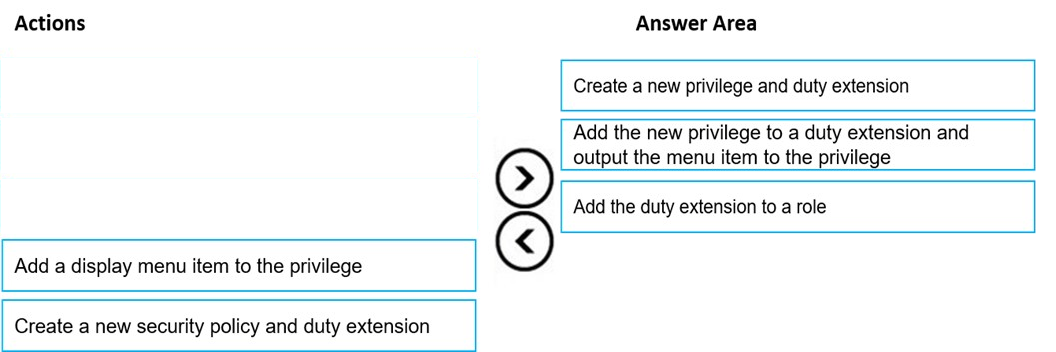 Actions
Answer Area
Create a new privilege and duty extension
Add the new privilege to a duty extension and
output the menu item to the privilege
Add the duty extension to a role
Add a display menu item to the privilege
Create a new security policy and duty extension